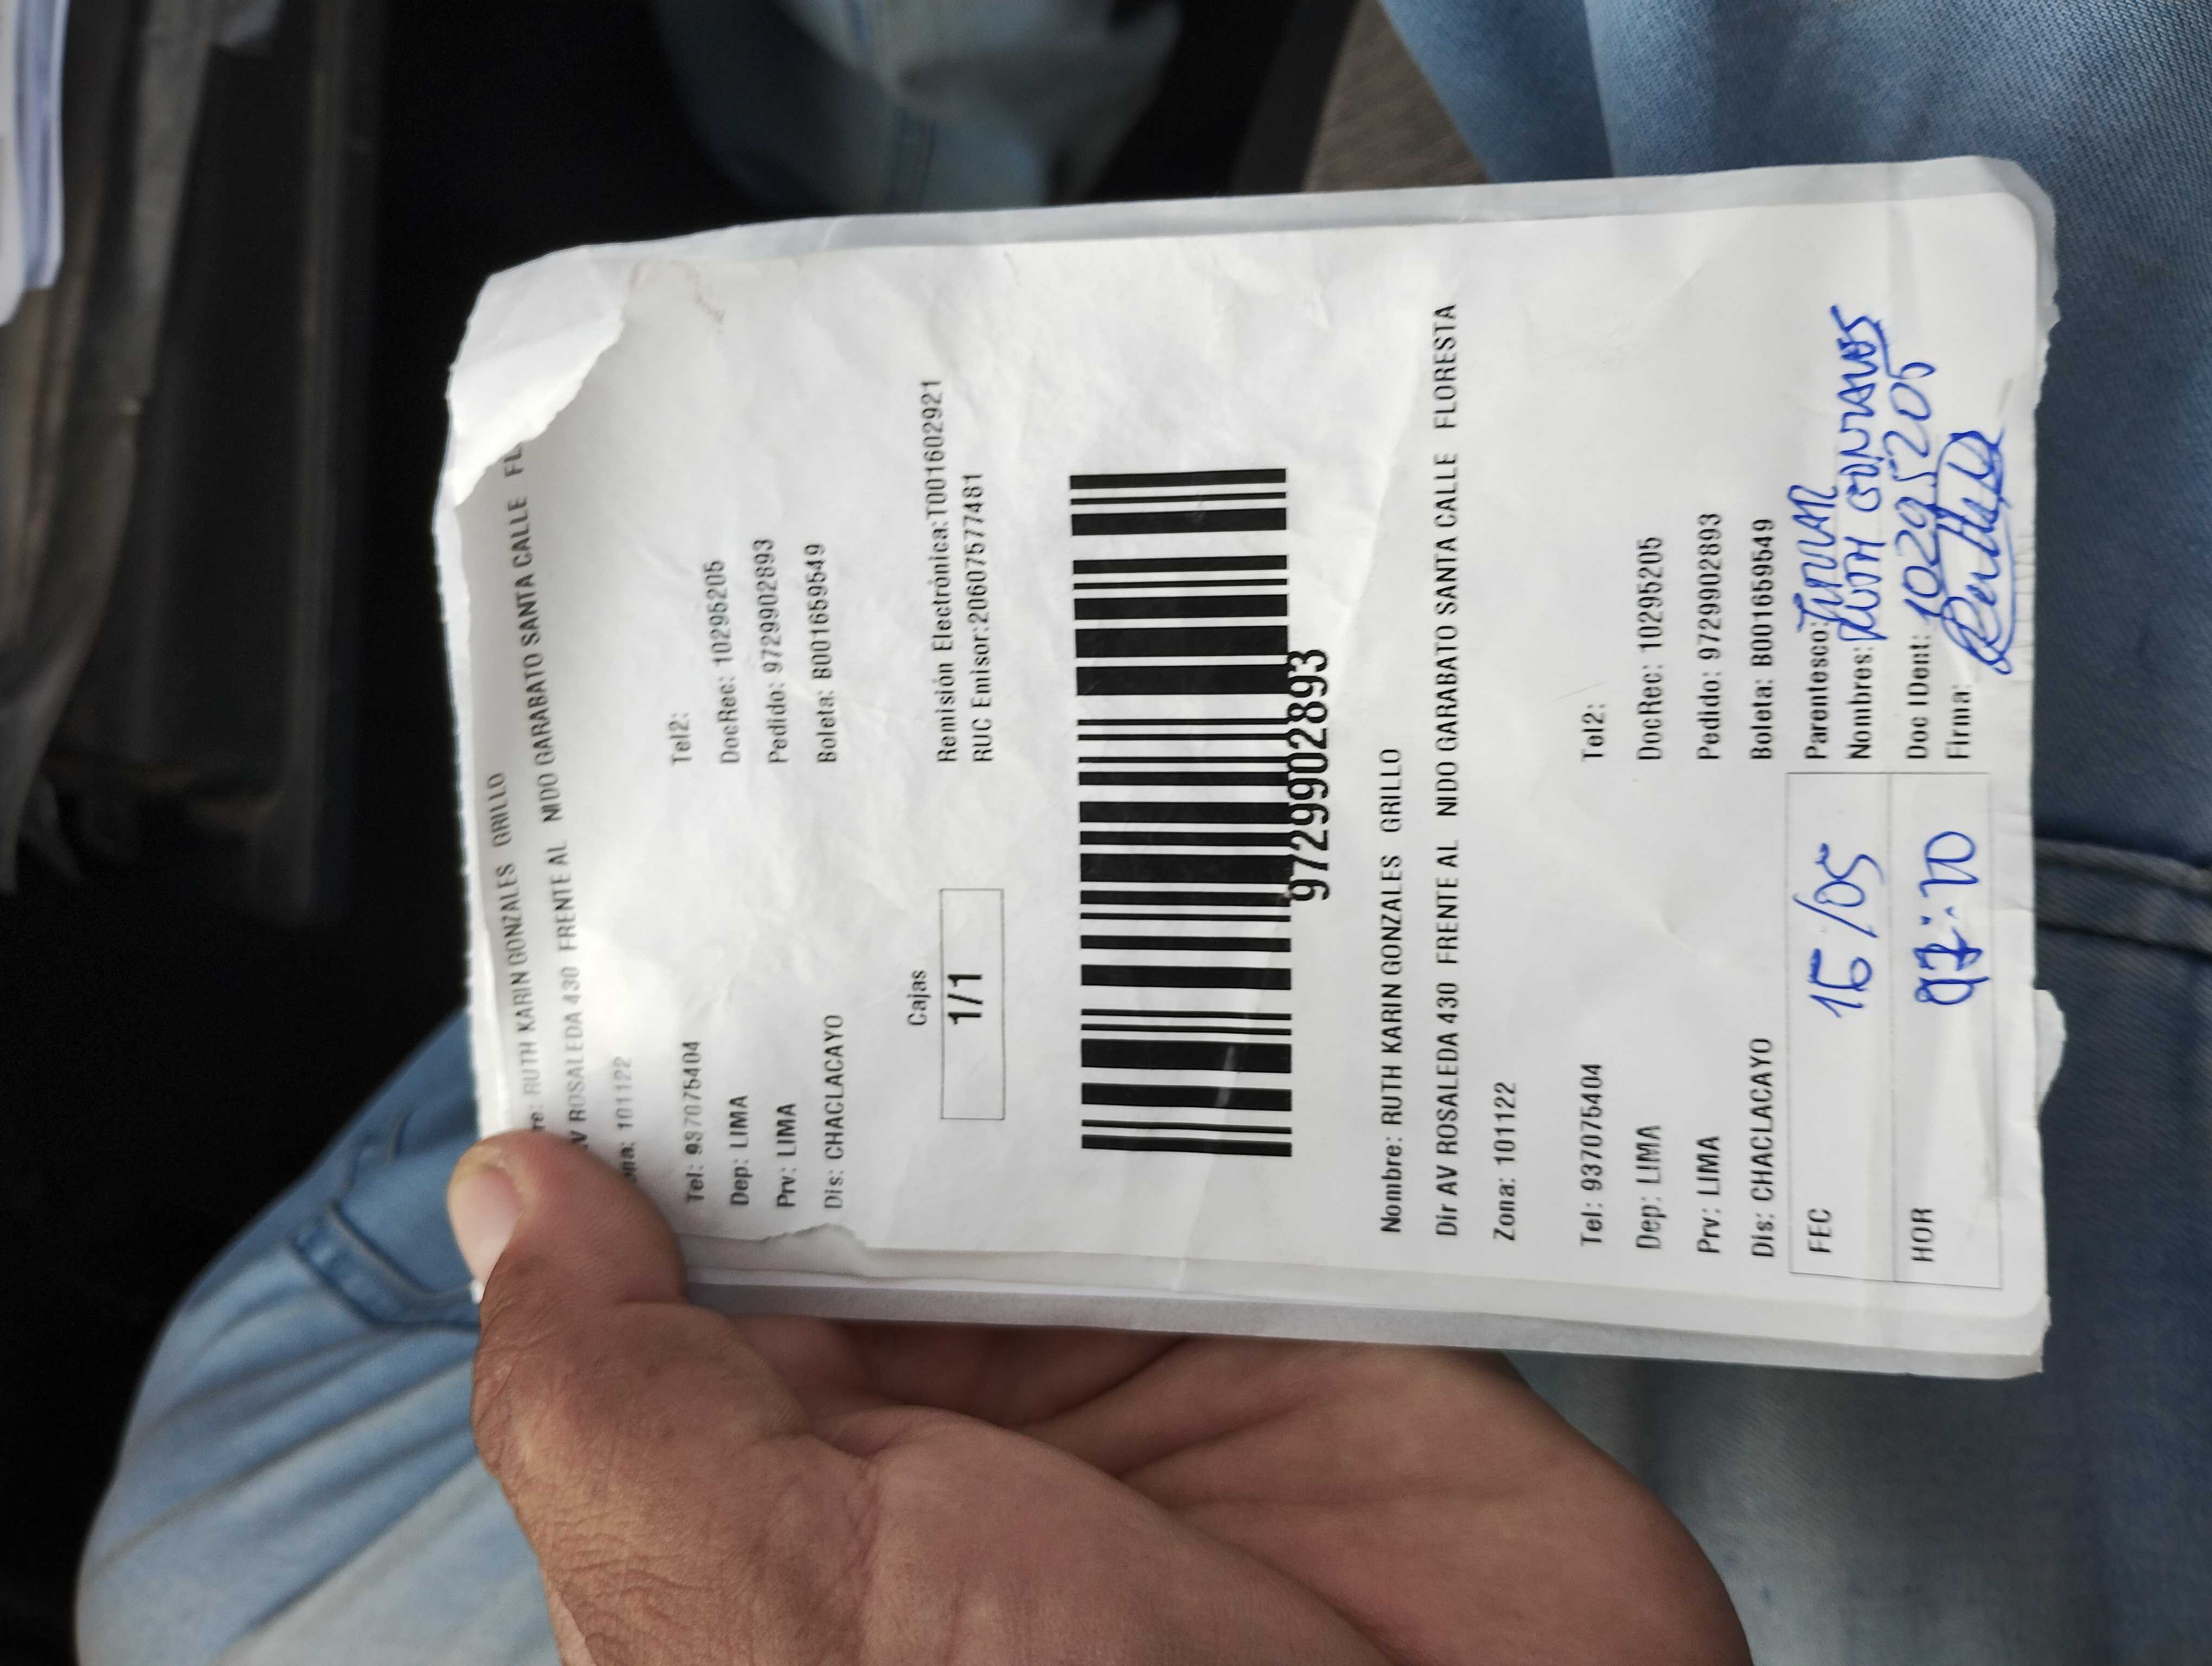 re: RUTH KARIN GONZALES GRILLO
V ROSALEDA 430 FRENTE AL NIDO GARABATO SANTA CALLE FL
na: 101122
Tel: 937075404 Tel2:
Dep: LIMA DocRec: 10295205
Prv: LIMA Pedido: 9729902893
Dis: CHACLACAYO Boleta: B001659549
Cajas
1/1
Remisión Electrónica:T001602921
RUC Emisor:20607577481
9729902893
Nombre: RUTH KARIN GONZALES GRILLO
Dir AV ROSALEDA 430 FRENTE AL NIDO GARABATO SANTA CALLE FLORESTA
Zona: 101122
Tel: 937075404 Tel2:
Dep: LIMA DocRec: 10295205
Prv: LIMA Pedido: 9729902893
Dis: CHACLACAYO Boleta: B001659549
FEC 15/05 Parentesco: TITULAR
Nombres: RUTH GONZALES
HOR Doc IDent: 10295205
Firma: